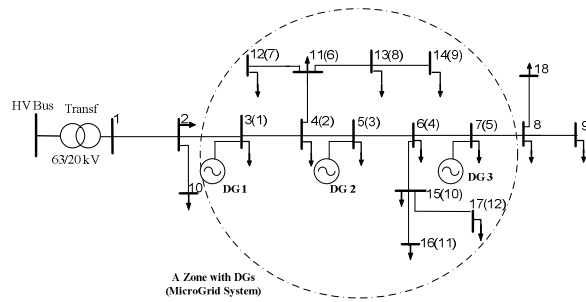 12(7)
11(6)
13(8)
14(9)
18
HV Bus
Transf
63/20 kV
1
2
3(1)
4(2)
5(3)
6(4)
7(5)
8
9
10
DG 1
DG 2
DG 3
15(10)
17(12)
16(11)
A Zone with DGs
(MicroGrid System)